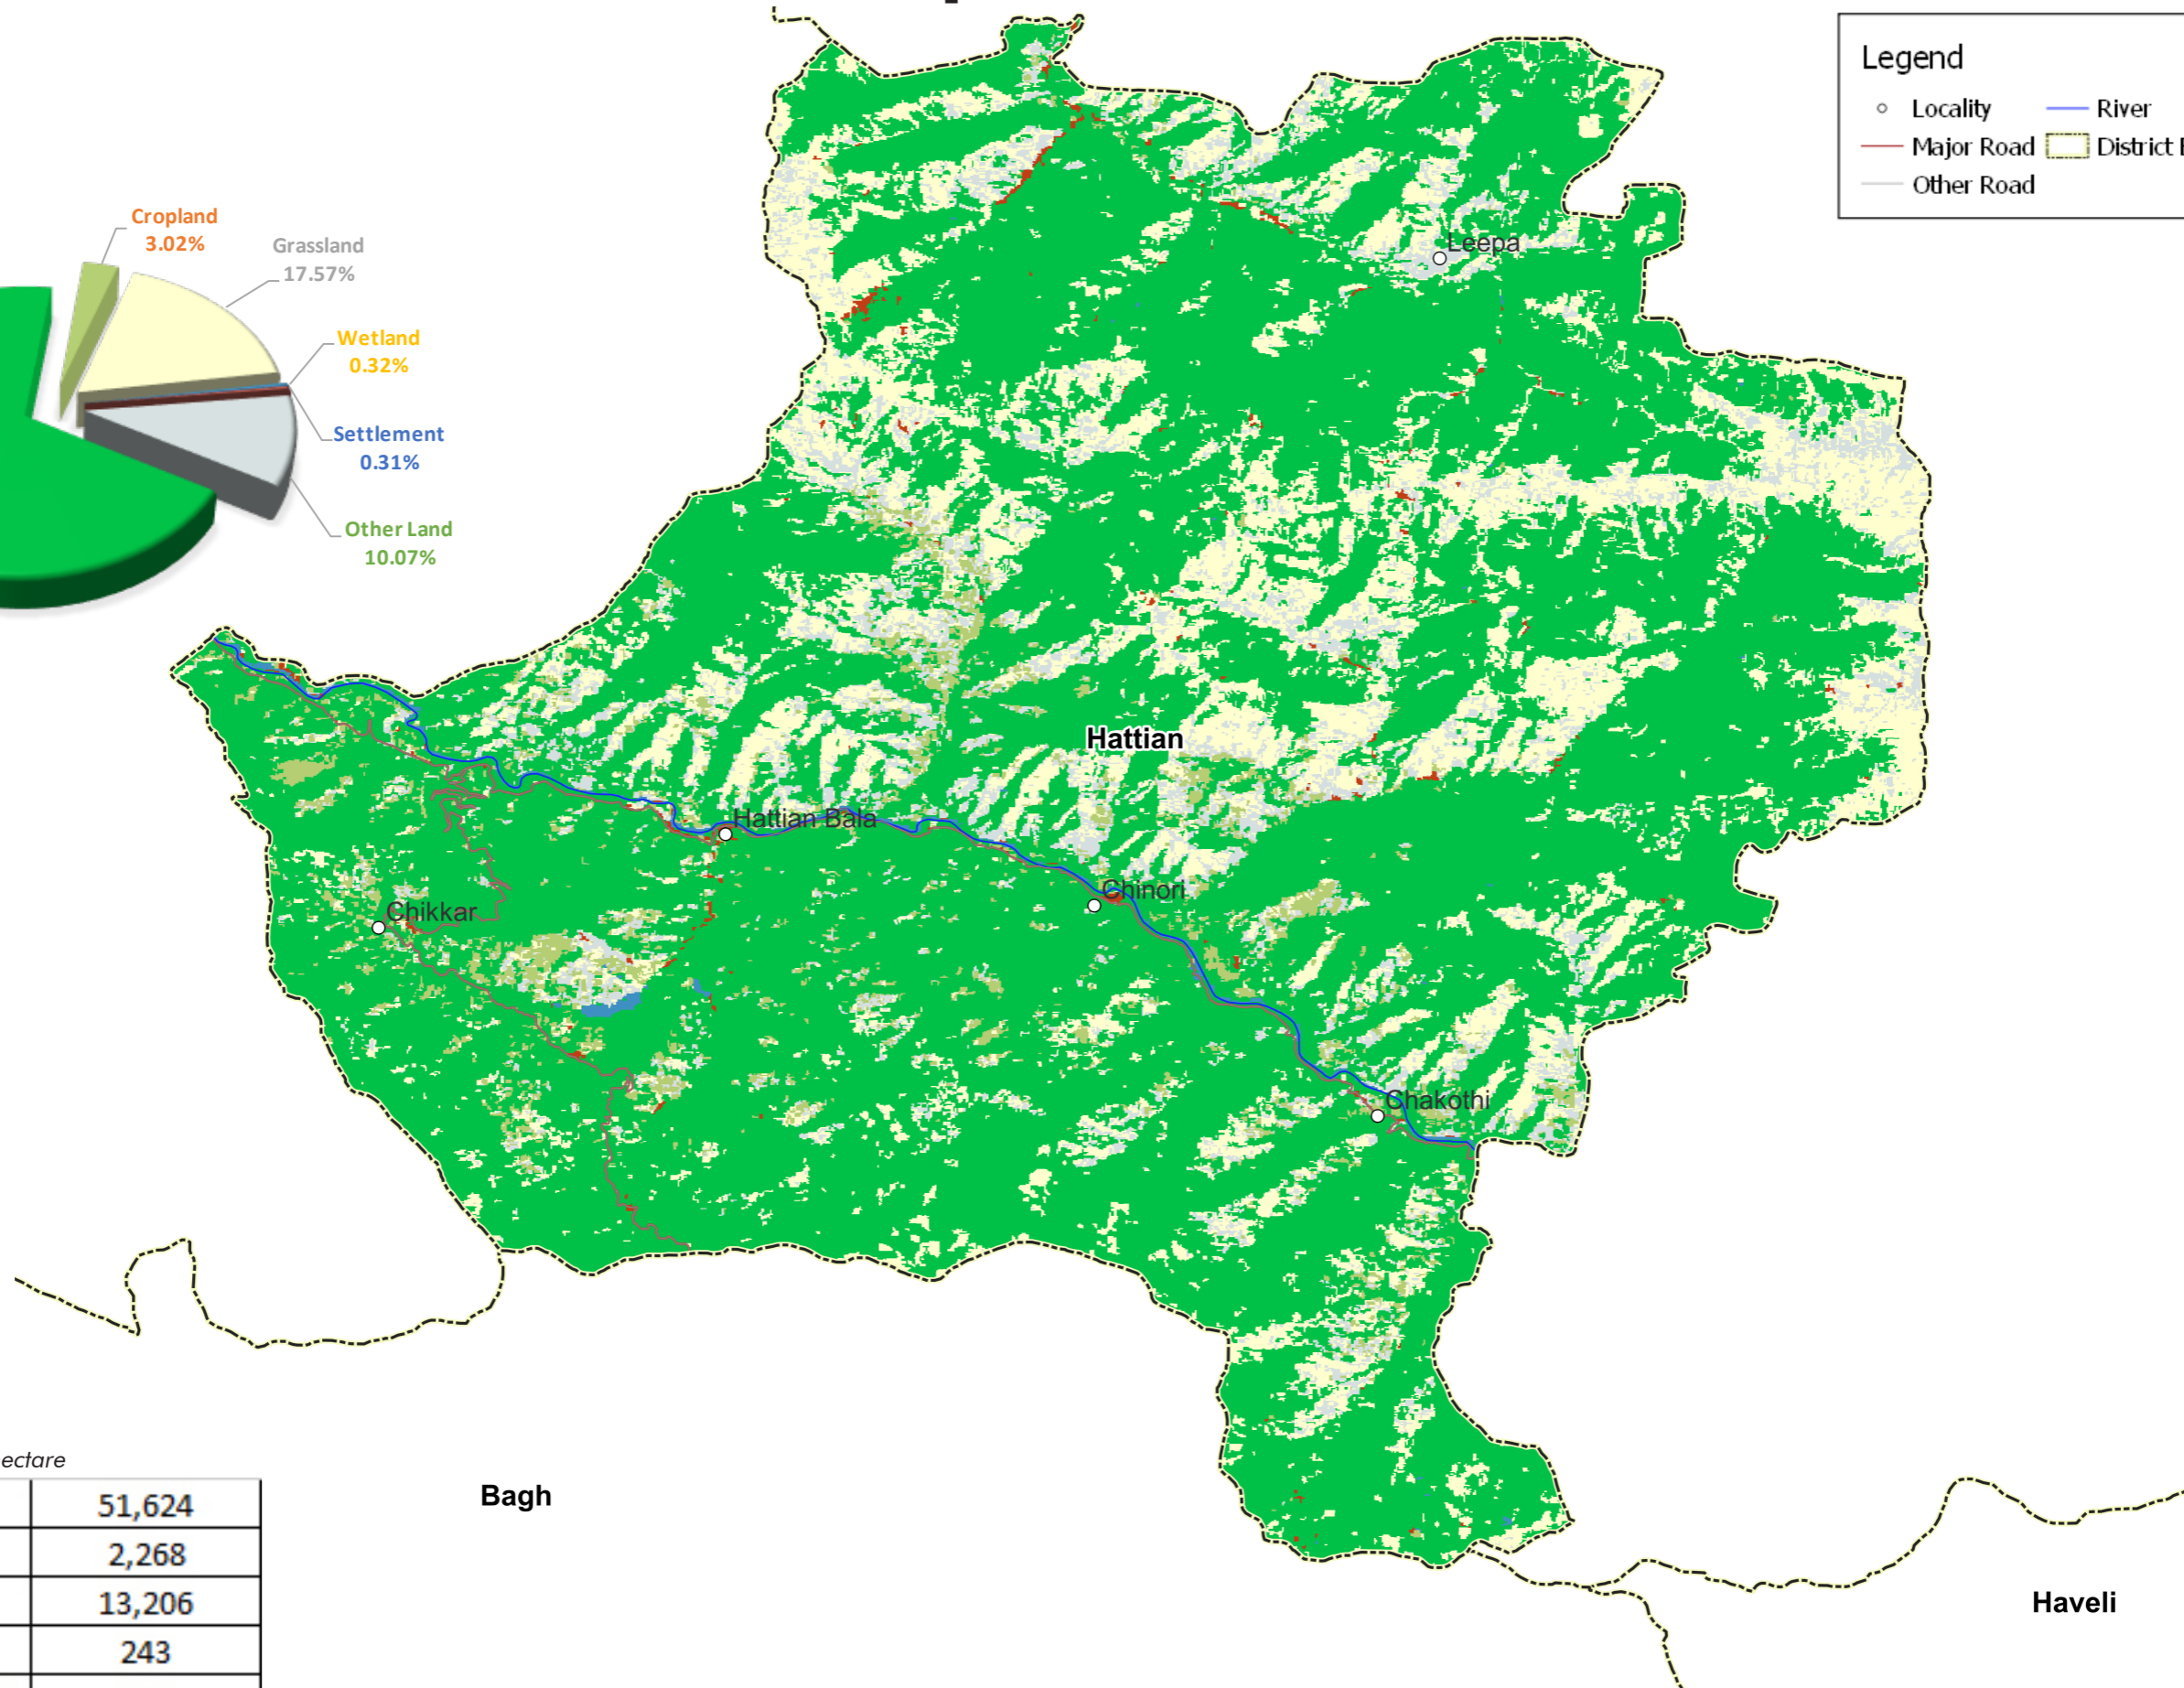 Legend
Locality
River
Major Road
District
Other Road
Cropland
3.02%
Grassland
17.57%
Wetland
0.32%
Settlement
0.31%
Other Land
10.07%
Leepa
Hattian
Hattian Bala
Chinori
Chikkar
Chakothi
Bagh
Haveli
ectare
51,624
2,268
13,206
243